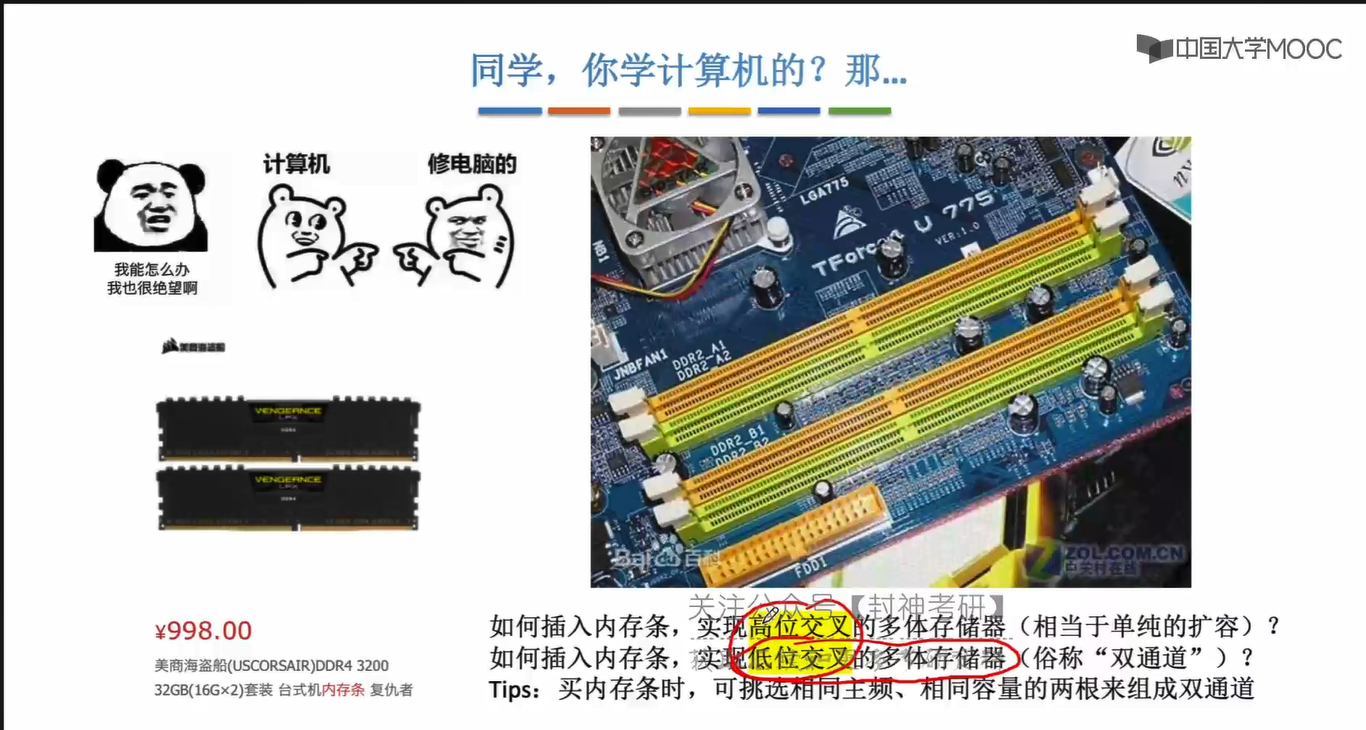 中国大学MOOC
同学，你学计算机的？那...
计算机
修电脑的
我能怎么办
我也很绝望啊
美商海盗船
VENGEANCE
LPX
DDR4
VENGEANCE
LPX
DDR4
¥998.00
美商海盗船(USCORSAIR)DDR4 3200
32GB(16G×2)套装 台式机内存条 复仇者
LGA775
TForce
U 775
VER:1.0
JNBFAN1
DDR2_A1
DDR2_A2
DDR2_B1
DDR2_B2
FDD1
Baidu百科
ZOL.COM.CN
中关村在线
关注公众号【封神考研】
如何插入内存条，实现高位交叉的多体存储器（相当于单纯的扩容）？
如何插入内存条，实现低位交叉的多体存储器（俗称“双通道”）？
Tips：买内存条时，可挑选相同主频、相同容量的两根来组成双通道